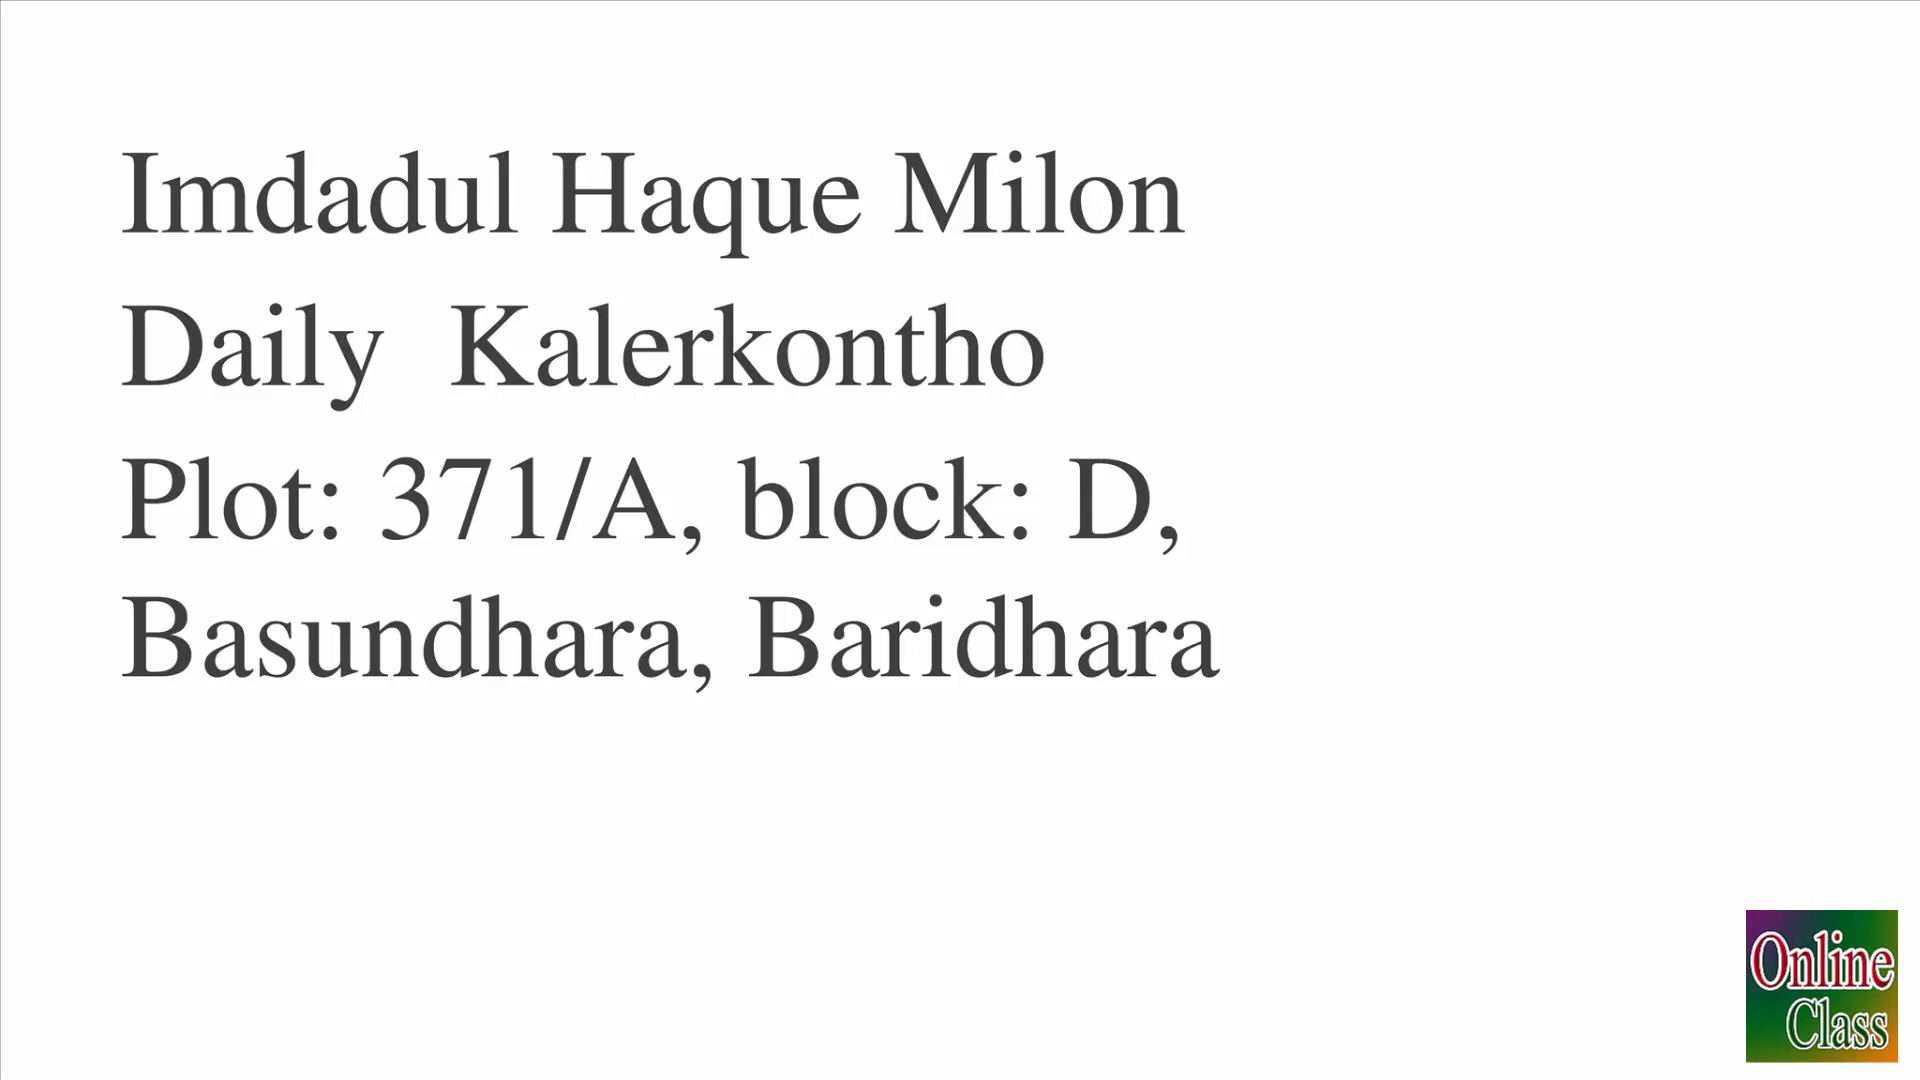 Imdadul Haque Milon
Daily Kalerkontho
Plot: 371/A, block: D,
Basundhara, Baridhara
Online
Class